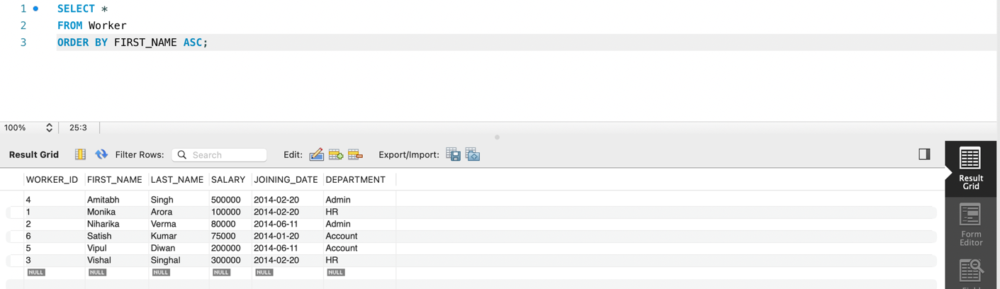 1 SELECT *
2 FROM Worker
3 ORDER BY FIRST_NAME ASC;
100% 25:3
Result Grid Filter Rows: Search Edit: Export/Import:
WORKER_ID FIRST_NAME LAST_NAME SALARY JOINING_DATE DEPARTMENT
4 Amitabh Singh 500000 2014-02-20 Admin
1 Monika Arora 100000 2014-02-20 HR
2 Niharika Verma 80000 2014-06-11 Admin
6 Satish Kumar 75000 2014-01-20 Account
5 Vipul Diwan 200000 2014-06-11 Account
3 Vishal Singhal 300000 2014-02-20 HR
NULL NULL NULL NULL NULL NULL
Result
Grid
Form
Editor